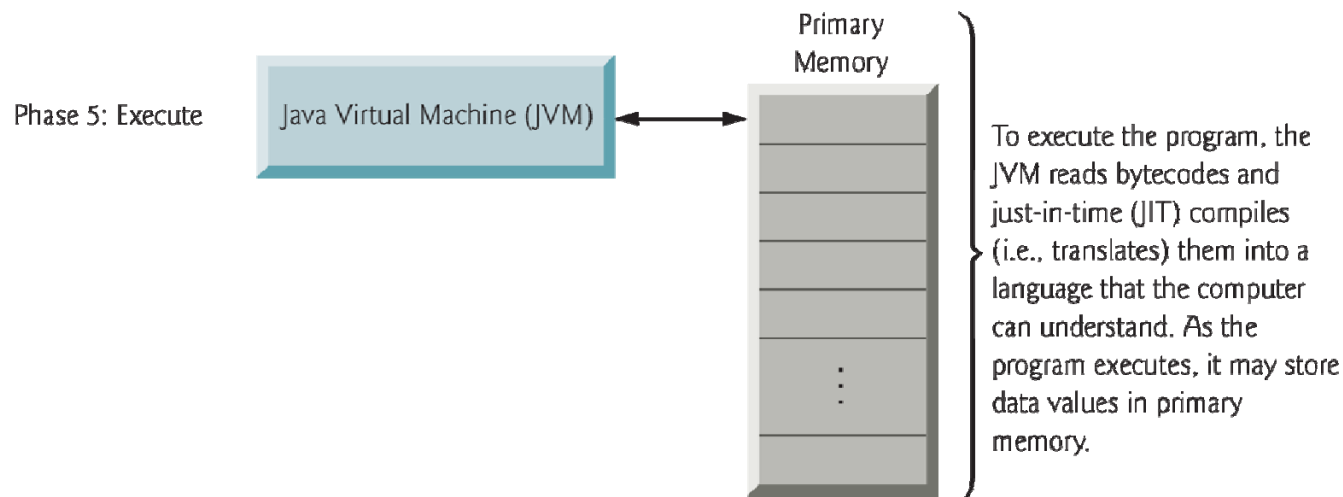 Primary
Memory
Phase 5: Execute
Java Virtual Machine (JVM)
To execute the program, the
JVM reads bytecodes and
just-in-time (JIT) compiles
(i.e., translates) them into a
language that the computer
can understand. As the
program executes, it may store
data values in primary
memory.